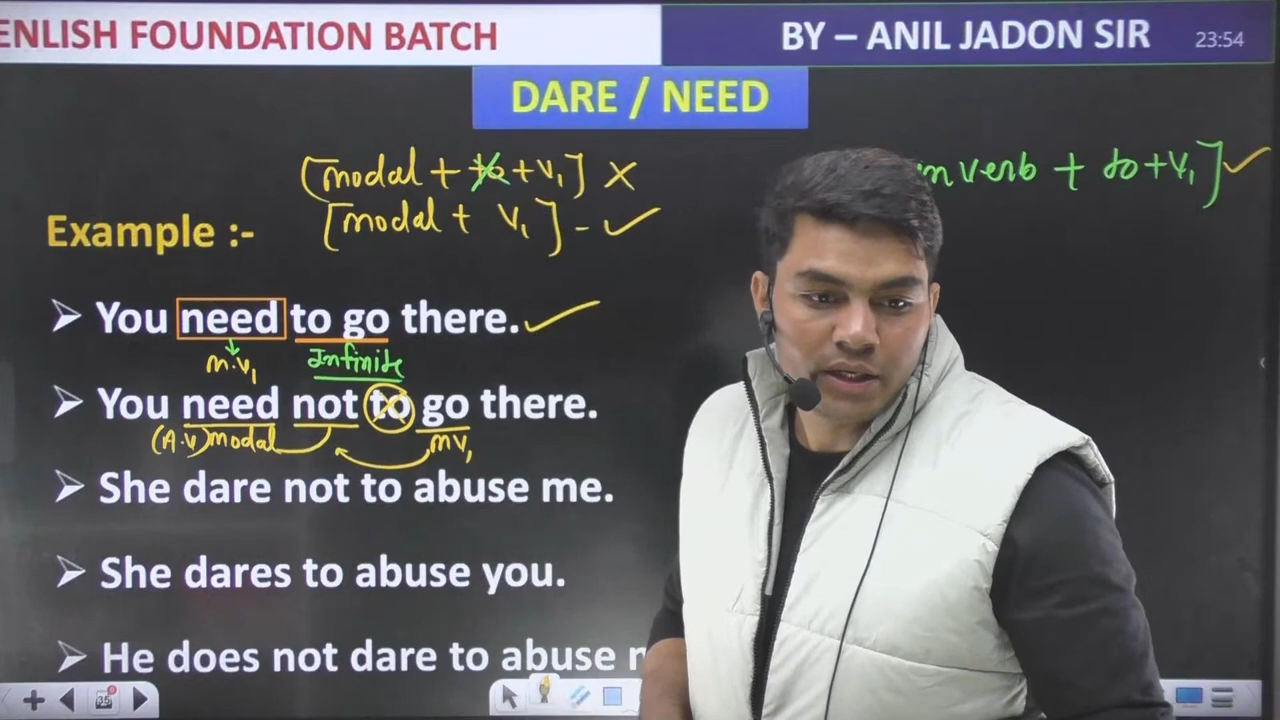 ENLISH FOUNDATION BATCH
BY – ANIL JADON SIR 23:54
DARE / NEED
[modal + to + V1] ×
verb + to + V1] ✓
[modal + V1] - ✓
Example :-
➢ You need to go there. ✓
m.v1 Infinite
➢ You need not to go there.
(A.v) modal mv1
➢ She dare not to abuse me.
➢ She dares to abuse you.
➢ He does not dare to abuse
35